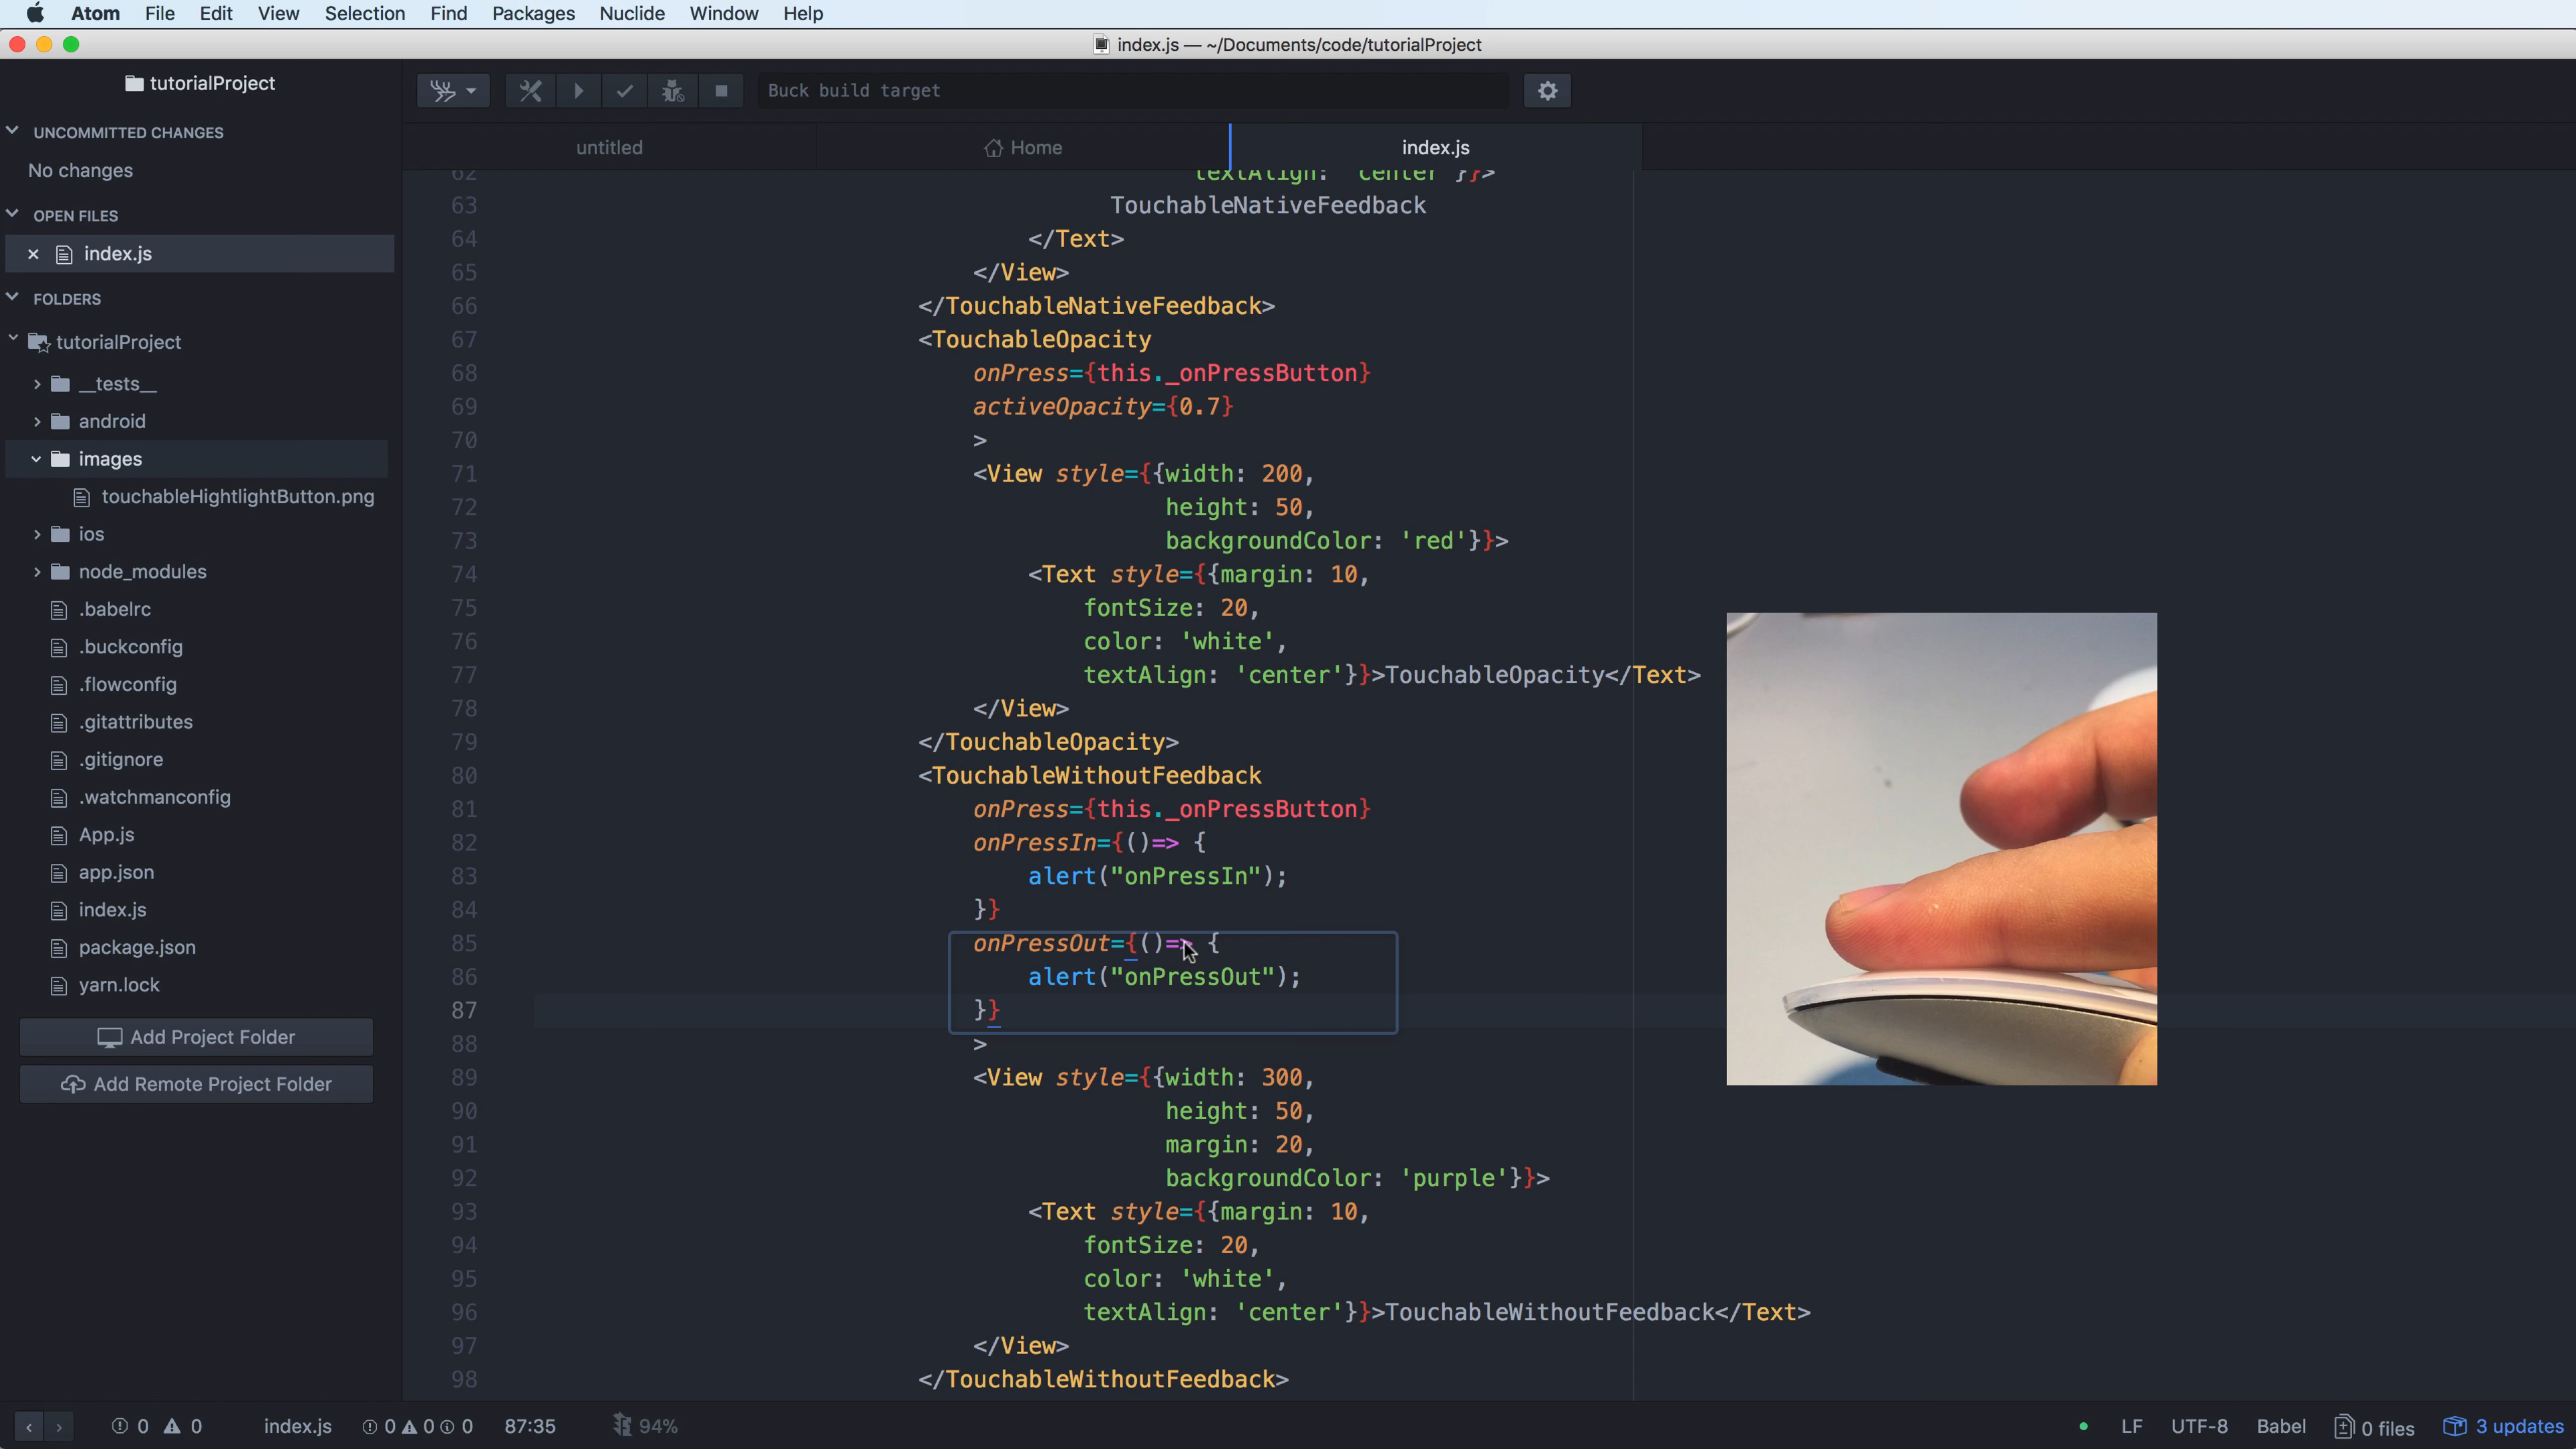 Atom File Edit View Selection Find Packages Nuclide Window Help
index.js — ~/Documents/code/tutorialProject
tutorialProject
Buck build target
UNCOMMITTED CHANGES
No changes
OPEN FILES
index.js
FOLDERS
tutorialProject
__tests__
android
images
touchableHightlightButton.png
ios
node_modules
.babelrc
.buckconfig
.flowconfig
.gitattributes
.gitignore
.watchmanconfig
App.js
app.json
index.js
package.json
yarn.lock
Add Project Folder
Add Remote Project Folder
untitled Home index.js
62 textAlign: 'center'}}>
63 TouchableNativeFeedback
64 </Text>
65 </View>
66 </TouchableNativeFeedback>
67 <TouchableOpacity
68 onPress={this._onPressButton}
69 activeOpacity={0.7}
70 >
71 <View style={{width: 200,
72 height: 50,
73 backgroundColor: 'red'}}>
74 <Text style={{margin: 10,
75 fontSize: 20,
76 color: 'white',
77 textAlign: 'center'}}>TouchableOpacity</Text>
78 </View>
79 </TouchableOpacity>
80 <TouchableWithoutFeedback
81 onPress={this._onPressButton}
82 onPressIn={()=> {
83 alert("onPressIn");
84 }}
85 onPressOut={()=> {
86 alert("onPressOut");
87 }}
88 >
89 <View style={{width: 300,
90 height: 50,
91 margin: 20,
92 backgroundColor: 'purple'}}>
93 <Text style={{margin: 10,
94 fontSize: 20,
95 color: 'white',
96 textAlign: 'center'}}>TouchableWithoutFeedback</Text>
97 </View>
98 </TouchableWithoutFeedback>
0 0 index.js 0 0 0 87:35 94% LF UTF-8 Babel 0 files 3 updates